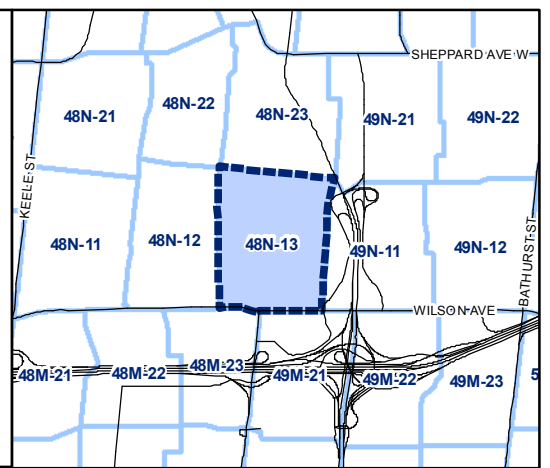 SHEPPARD AVE W
48N-21
48N-22
48N-23
49N-21
49N-22
KEELE ST
48N-11
48N-12
48N-13
49N-11
49N-12
BATHURST ST
WILSON AVE
48M-21
48M-22
48M-23
49M-21
49M-22
49M-23
5